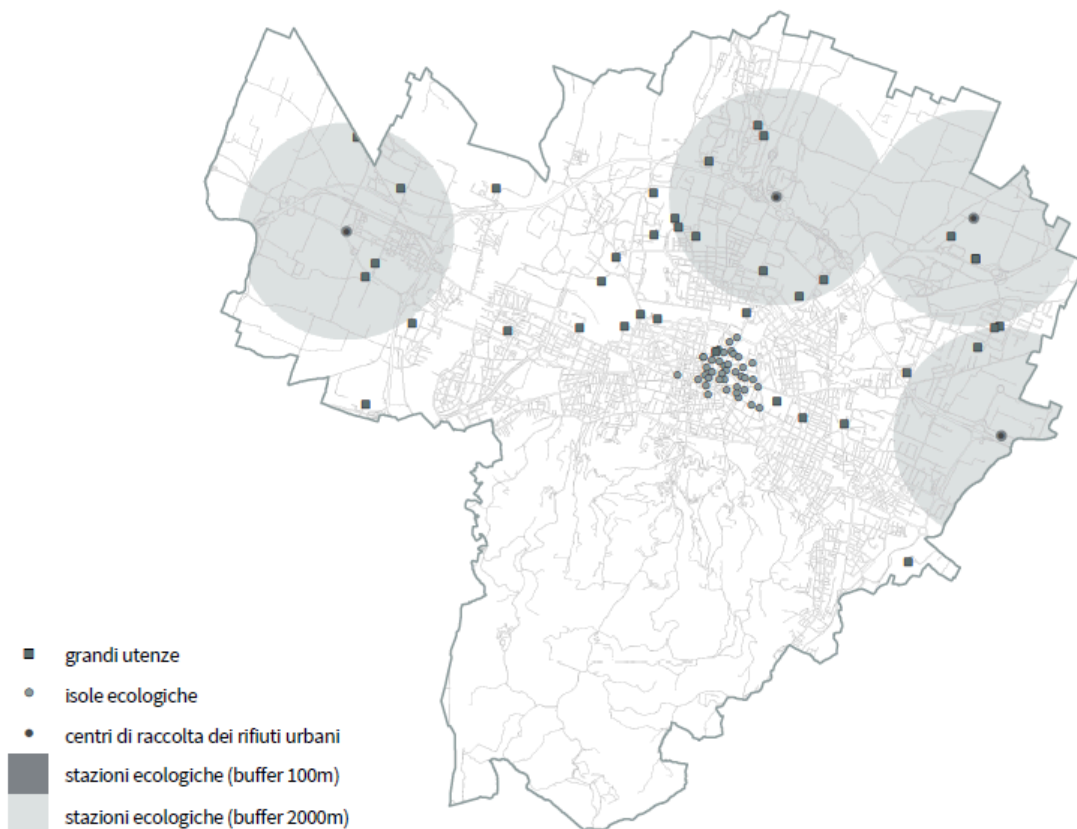 grandi utenze
isole ecologiche
centri di raccolta dei rifiuti urbani
stazioni ecologiche (buffer 100m)
stazioni ecologiche (buffer 2000m)